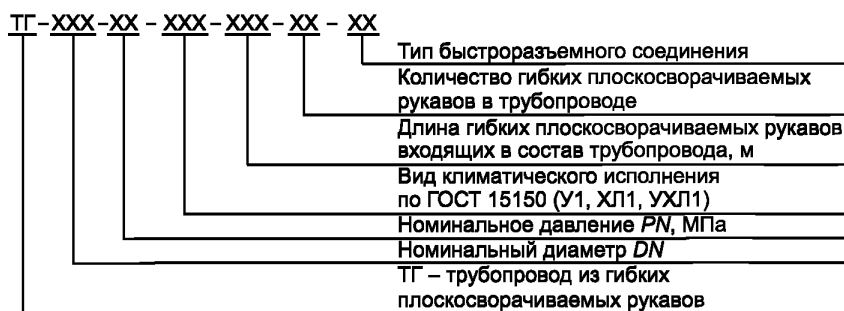 ТГ–ХХХ–ХХ – ХХХ – ХХХ – ХХ – ХХ
Тип быстроразъемного соединения
Количество гибких плоскосворачиваемых
рукавов в трубопроводе
Длина гибких плоскосворачиваемых рукавов
входящих в состав трубопровода, м
Вид климатического исполнения
по ГОСТ 15150 (У1, ХЛ1, УХЛ1)
Номинальное давление PN, МПа
Номинальный диаметр DN
ТГ – трубопровод из гибких
плоскосворачиваемых рукавов